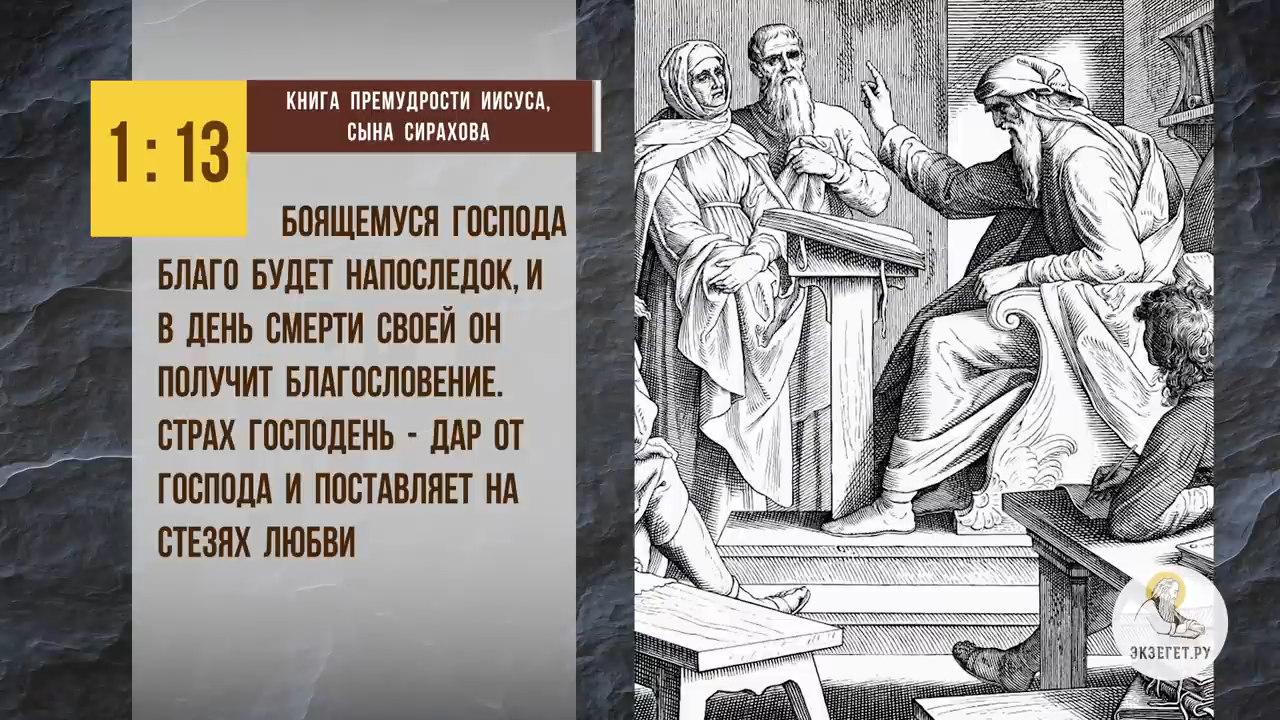 1 : 13
КНИГА ПРЕМУДРОСТИ ИИСУСА,
СЫНА СИРАХОВА
БОЯЩЕМУСЯ ГОСПОДА
БЛАГО БУДЕТ НАПОСЛЕДОК, И
В ДЕНЬ СМЕРТИ СВОЕЙ ОН
ПОЛУЧИТ БЛАГОСЛОВЕНИЕ.
СТРАХ ГОСПОДЕНЬ - ДАР ОТ
ГОСПОДА И ПОСТАВЛЯЕТ НА
СТЕЗЯХ ЛЮБВИ
ЭКЗЕГЕТ.РУ